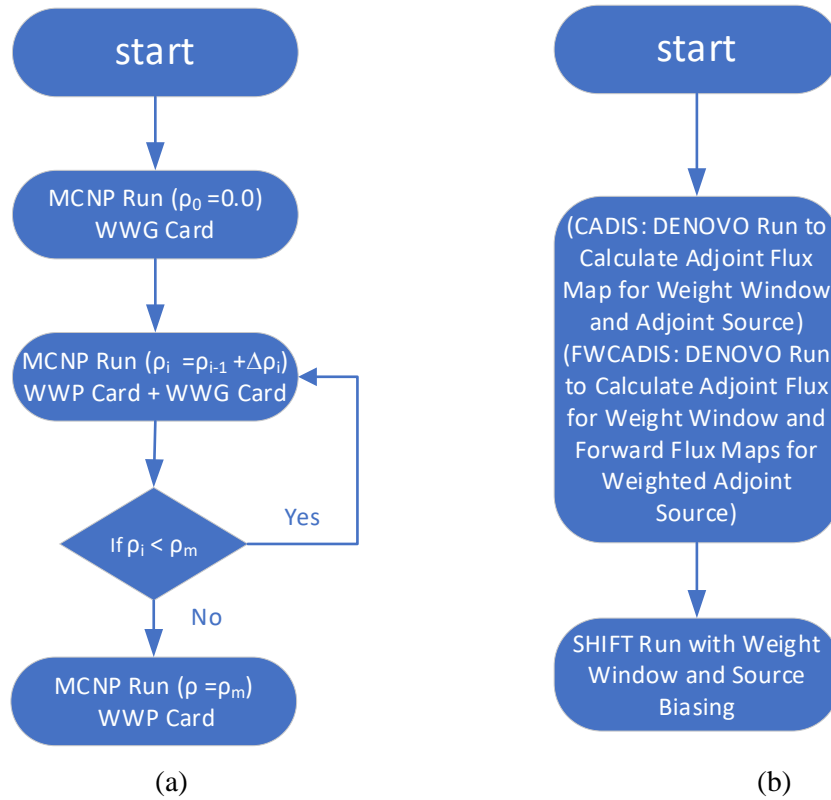 start
MCNP Run (ρ0 =0.0)
WWG Card
MCNP Run (ρi =ρi-1 +Δρi)
WWP Card + WWG Card
Yes
If ρi < ρm
No
MCNP Run (ρ =ρm)
WWP Card
(a)
start
(CADIS: DENOVO Run to
Calculate Adjoint Flux
Map for Weight Window
and Adjoint Source)
(FWCADIS: DENOVO Run
to Calculate Adjoint Flux
for Weight Window and
Forward Flux Maps for
Weighted Adjoint
Source)
SHIFT Run with Weight
Window and Source
Biasing
(b)